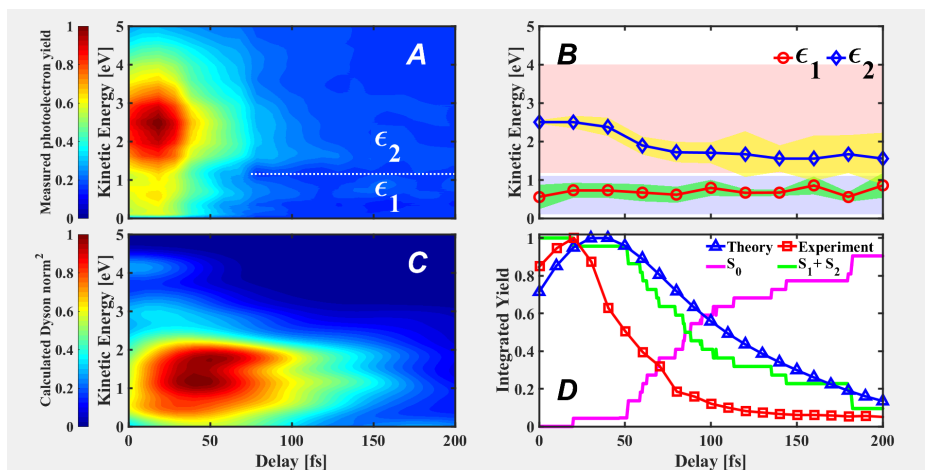 Measured photoelectron yield
1
0.8
0.6
0.4
0.2
0
Kinetic Energy [eV]
5
4
3
2
1
0
A
ϵ2
ϵ1
Kinetic Energy [eV]
5
4
3
2
1
0
B
ϵ1 ϵ2
Calculated Dyson norm²
1
0.8
0.6
0.4
0.2
0
Kinetic Energy [eV]
5
4
3
2
1
0
C
0 50 100 150 200
Delay [fs]
Integrated Yield
1
0.8
0.6
0.4
0.2
0
Theory Experiment
S0 S1+ S2
D
0 50 100 150 200
Delay [fs]